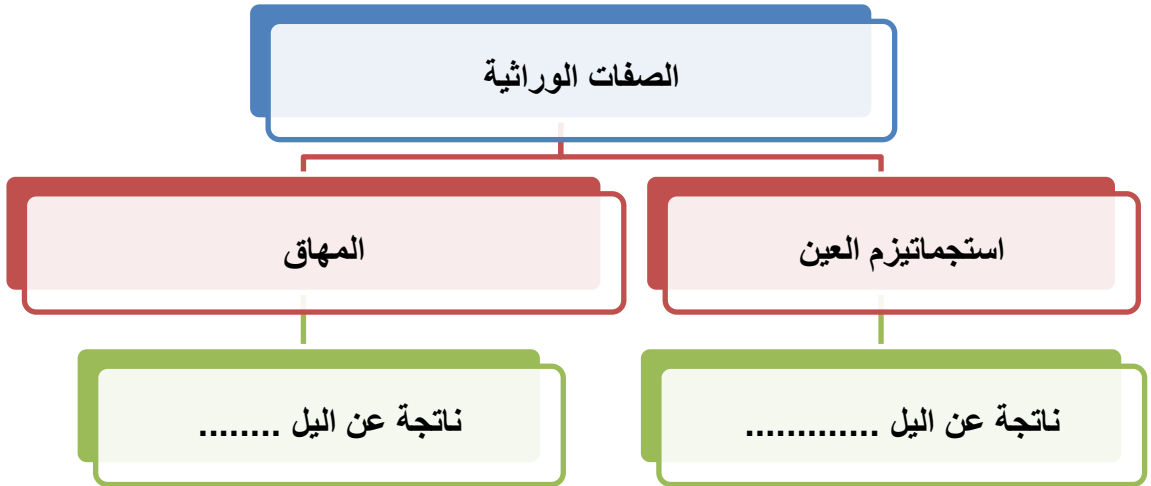 الصفات الوراثية
استجماتيزم العين
المهاق
ناتجة عن اليل .............
ناتجة عن اليل ........